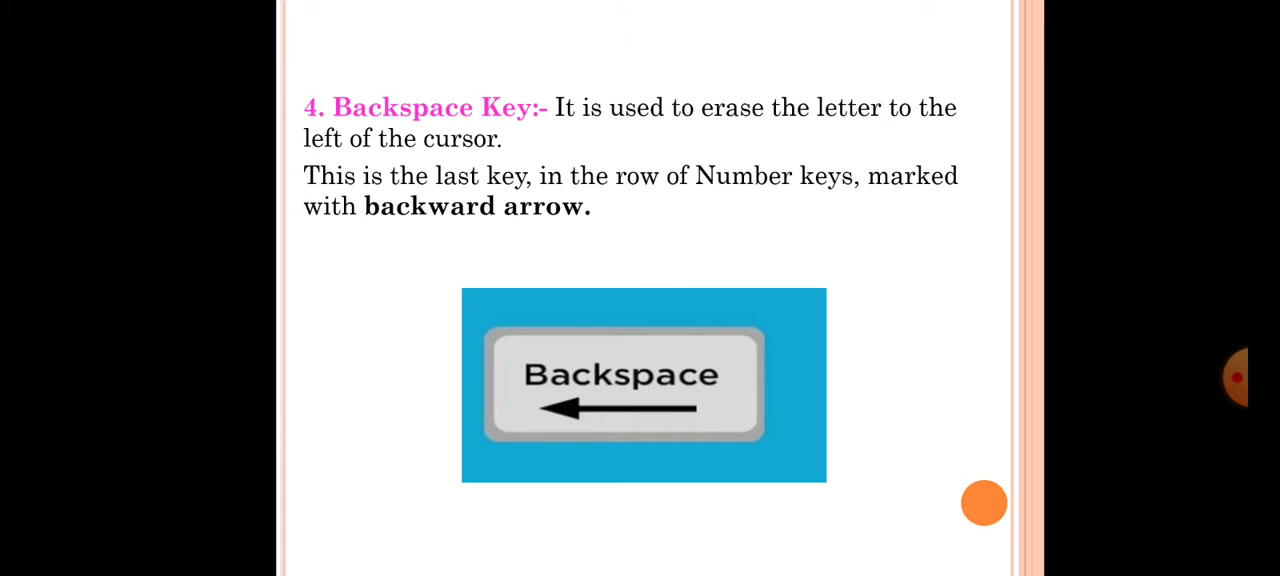 4. Backspace Key:- It is used to erase the letter to the
left of the cursor.
This is the last key, in the row of Number keys, marked
with backward arrow.
Backspace